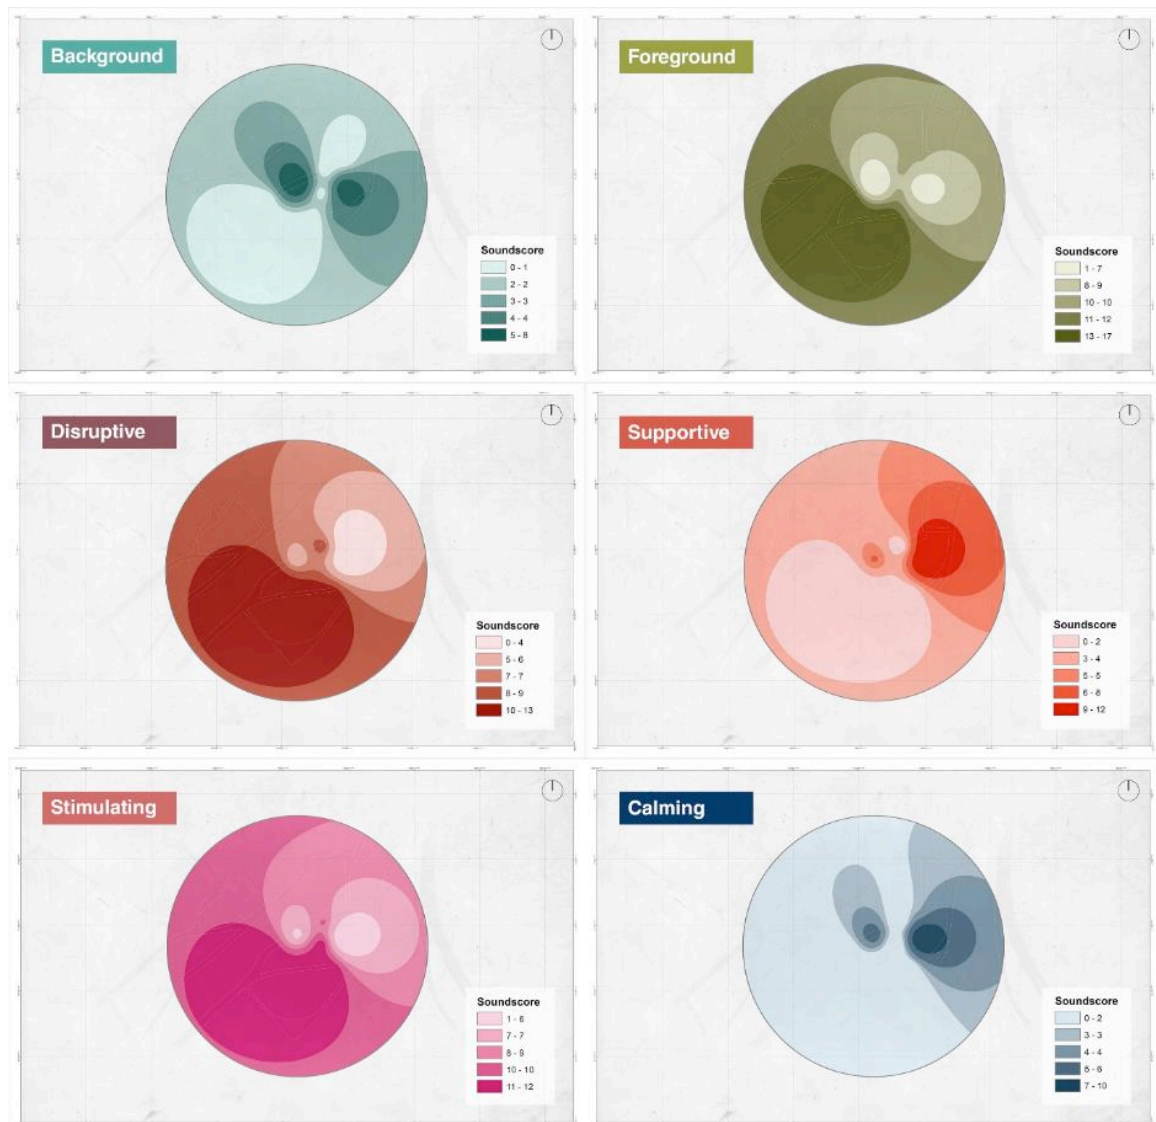 Background
Soundscore
0 - 1
2 - 2
3 - 3
4 - 4
5 - 8
Foreground
Soundscore
1 - 7
8 - 9
10 - 10
11 - 12
13 - 17
Disruptive
Soundscore
0 - 4
5 - 6
7 - 7
8 - 9
10 - 13
Supportive
Soundscore
0 - 2
3 - 4
5 - 5
6 - 8
9 - 12
Stimulating
Soundscore
1 - 6
7 - 7
8 - 9
10 - 10
11 - 12
Calming
Soundscore
0 - 2
3 - 3
4 - 4
5 - 6
7 - 10